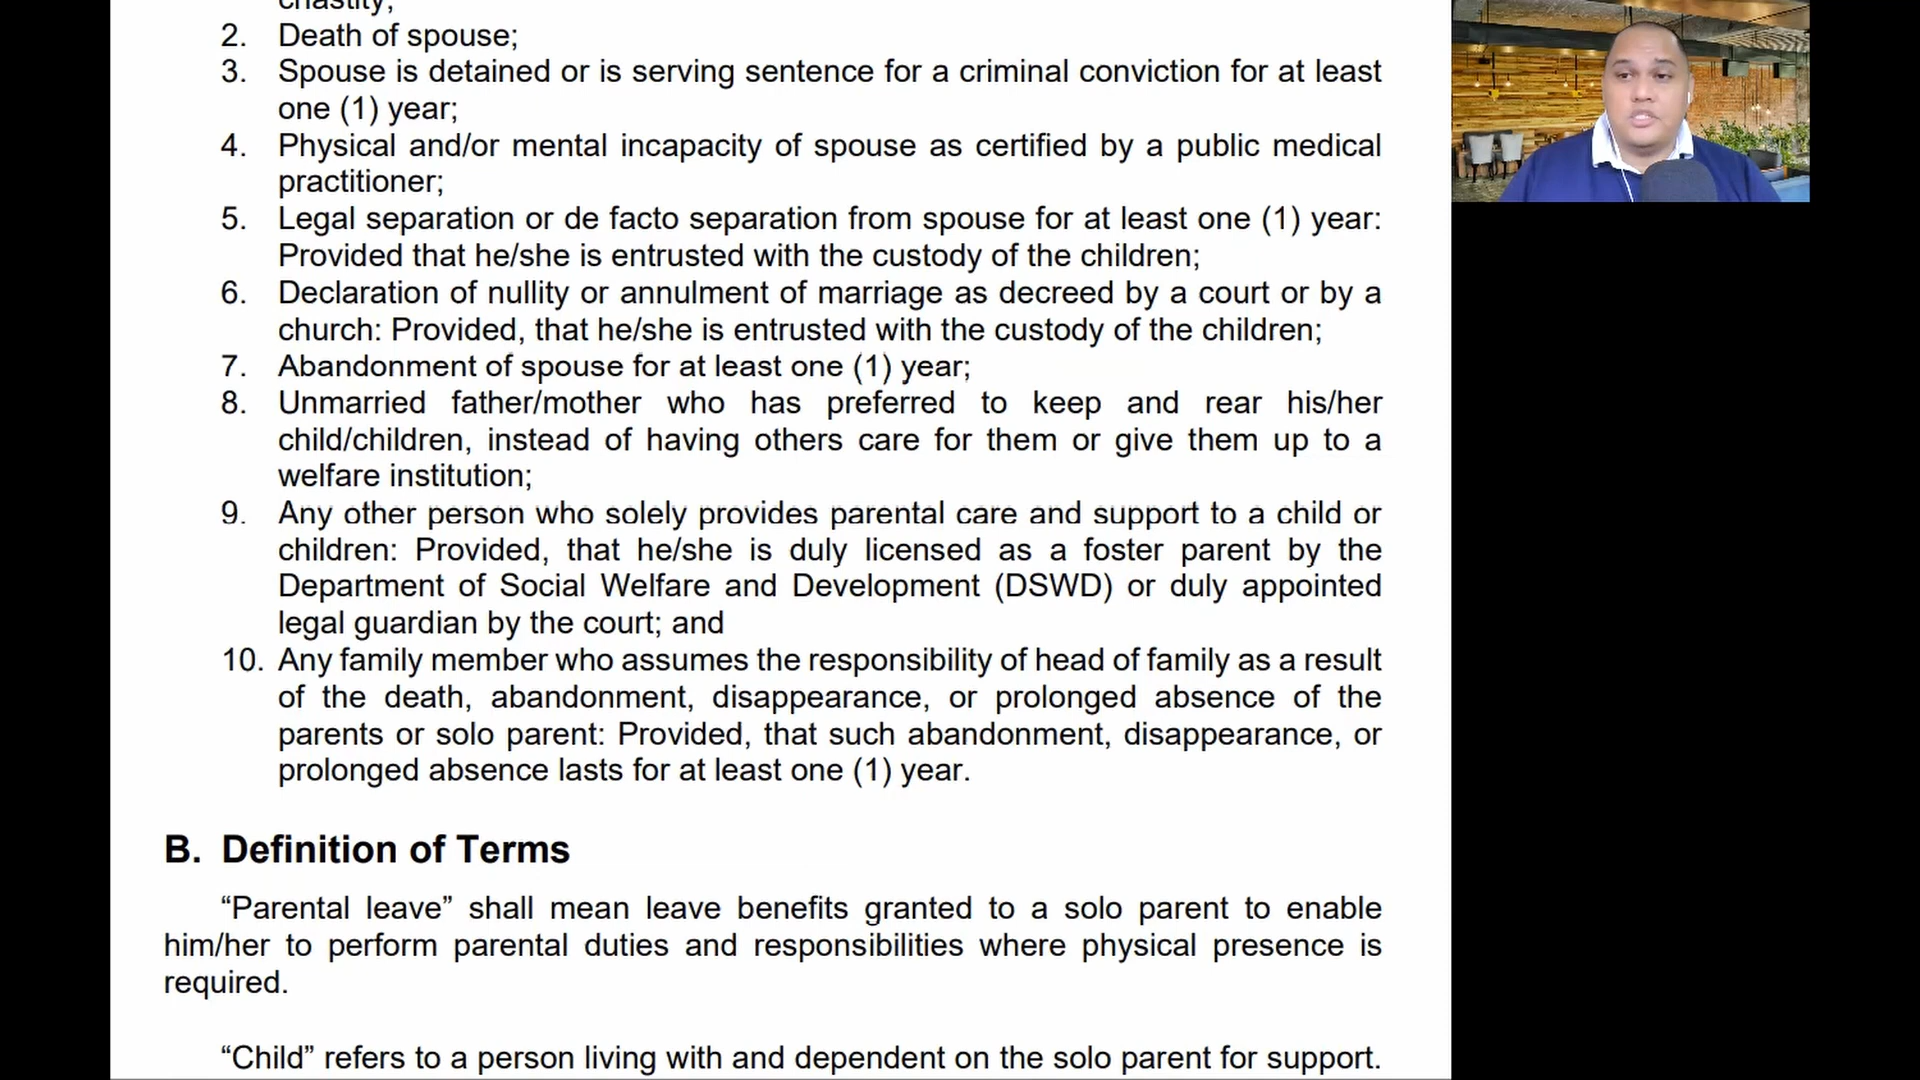 chastity;
2. Death of spouse;
3. Spouse is detained or is serving sentence for a criminal conviction for at least
one (1) year;
4. Physical and/or mental incapacity of spouse as certified by a public medical
practitioner;
5. Legal separation or de facto separation from spouse for at least one (1) year:
Provided that he/she is entrusted with the custody of the children;
6. Declaration of nullity or annulment of marriage as decreed by a court or by a
church: Provided, that he/she is entrusted with the custody of the children;
7. Abandonment of spouse for at least one (1) year;
8. Unmarried father/mother who has preferred to keep and rear his/her
child/children, instead of having others care for them or give them up to a
welfare institution;
9. Any other person who solely provides parental care and support to a child or
children: Provided, that he/she is duly licensed as a foster parent by the
Department of Social Welfare and Development (DSWD) or duly appointed
legal guardian by the court; and
10. Any family member who assumes the responsibility of head of family as a result
of the death, abandonment, disappearance, or prolonged absence of the
parents or solo parent: Provided, that such abandonment, disappearance, or
prolonged absence lasts for at least one (1) year.
B. Definition of Terms
“Parental leave” shall mean leave benefits granted to a solo parent to enable
him/her to perform parental duties and responsibilities where physical presence is
required.
“Child” refers to a person living with and dependent on the solo parent for support.